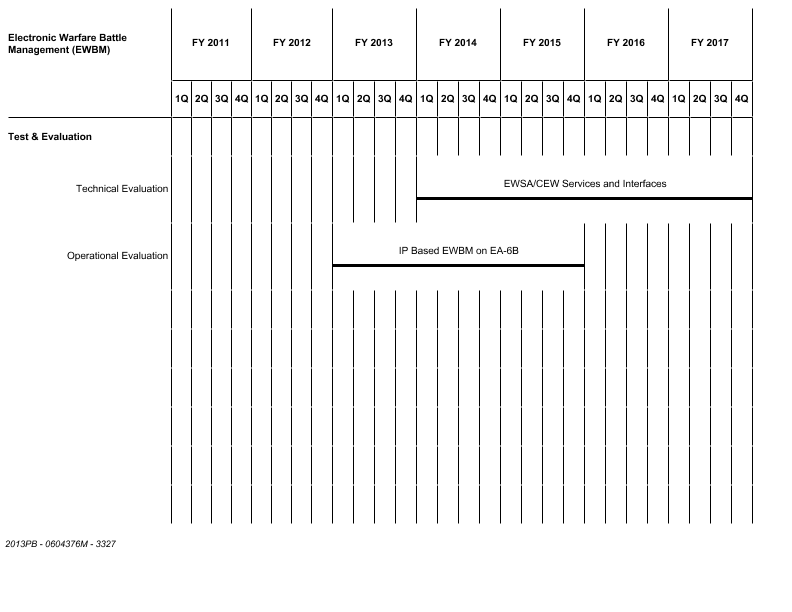 Electronic Warfare Battle
Management (EWBM)
FY 2011 FY 2012 FY 2013 FY 2014 FY 2015 FY 2016 FY 2017
1Q 2Q 3Q 4Q 1Q 2Q 3Q 4Q 1Q 2Q 3Q 4Q 1Q 2Q 3Q 4Q 1Q 2Q 3Q 4Q 1Q 2Q 3Q 4Q 1Q 2Q 3Q 4Q
Test & Evaluation
EWSA/CEW Services and Interfaces
Technical Evaluation
IP Based EWBM on EA-6B
Operational Evaluation
2013PB - 0604376M - 3327